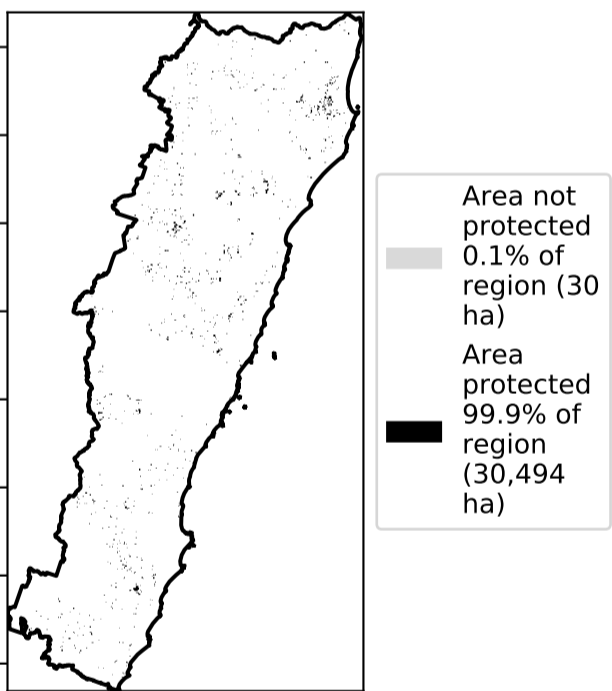 Area not
protected
0.1% of
region (30
ha)
Area
protected
99.9% of
region
(30,494
ha)